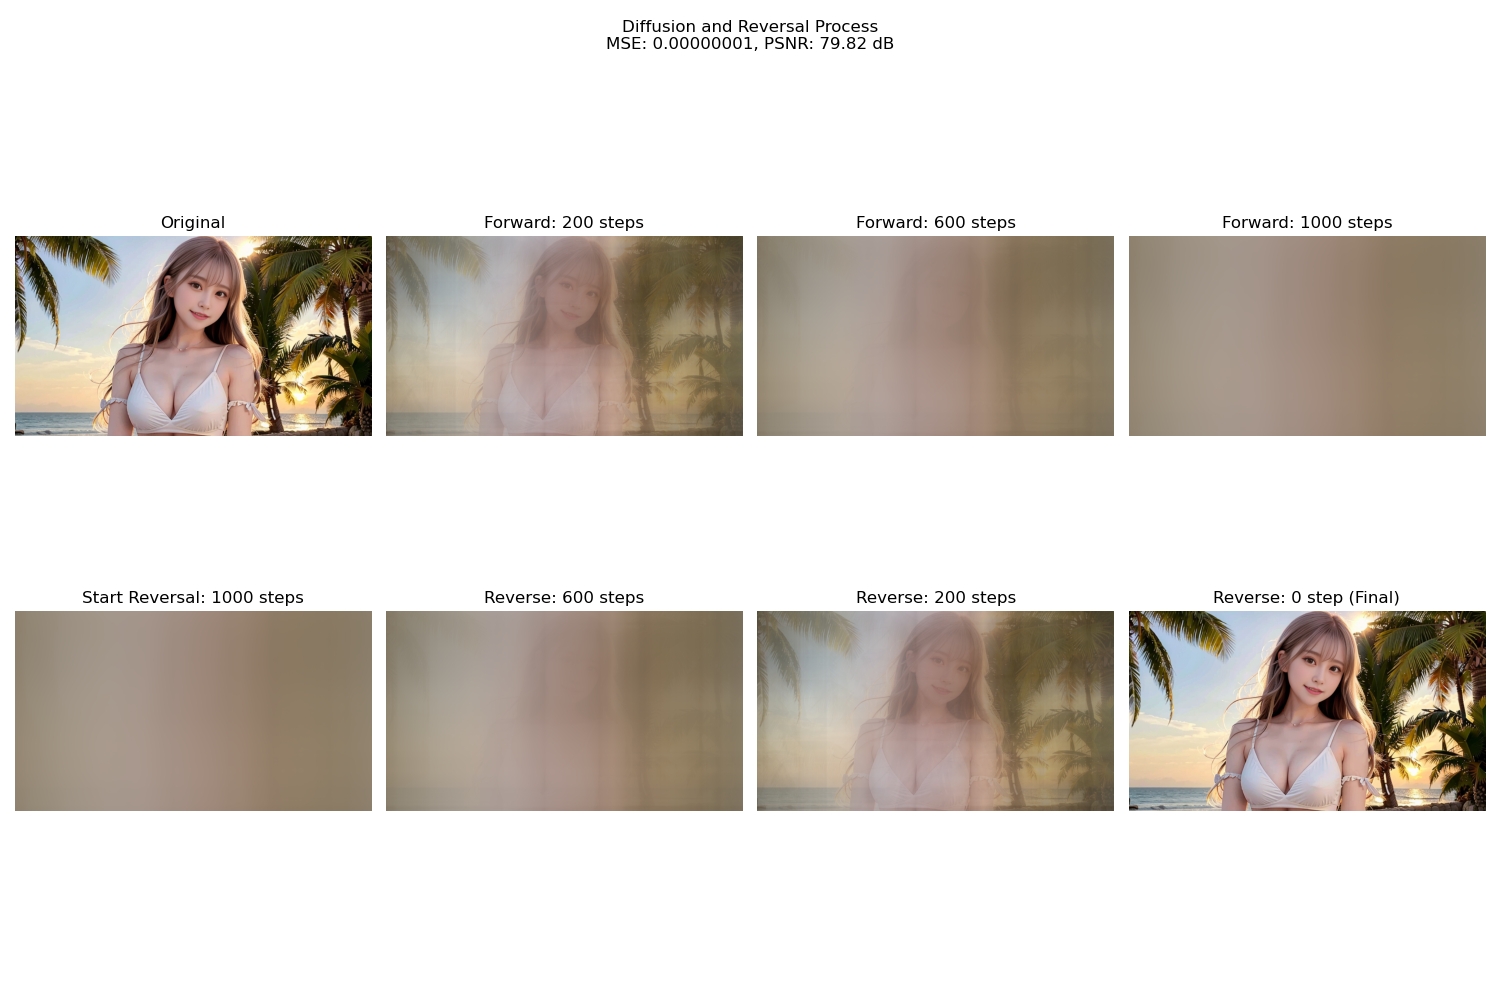 Diffusion and Reversal Process
MSE: 0.00000001, PSNR: 79.82 dB
Original
Forward: 200 steps
Forward: 600 steps
Forward: 1000 steps
Start Reversal: 1000 steps
Reverse: 600 steps
Reverse: 200 steps
Reverse: 0 step (Final)